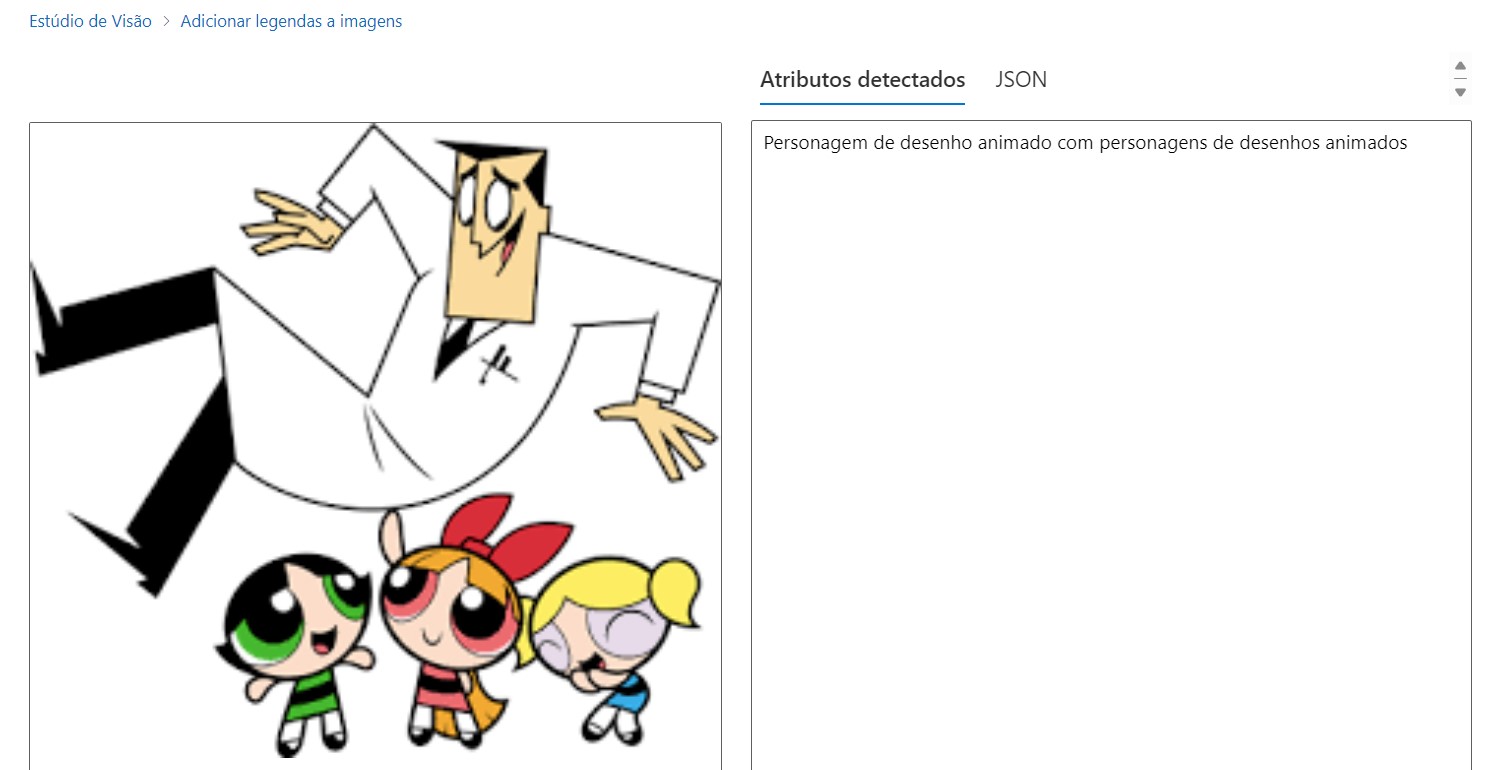 Estúdio de Visão > Adicionar legendas a imagens
Atributos detectados JSON
Personagem de desenho animado com personagens de desenhos animados